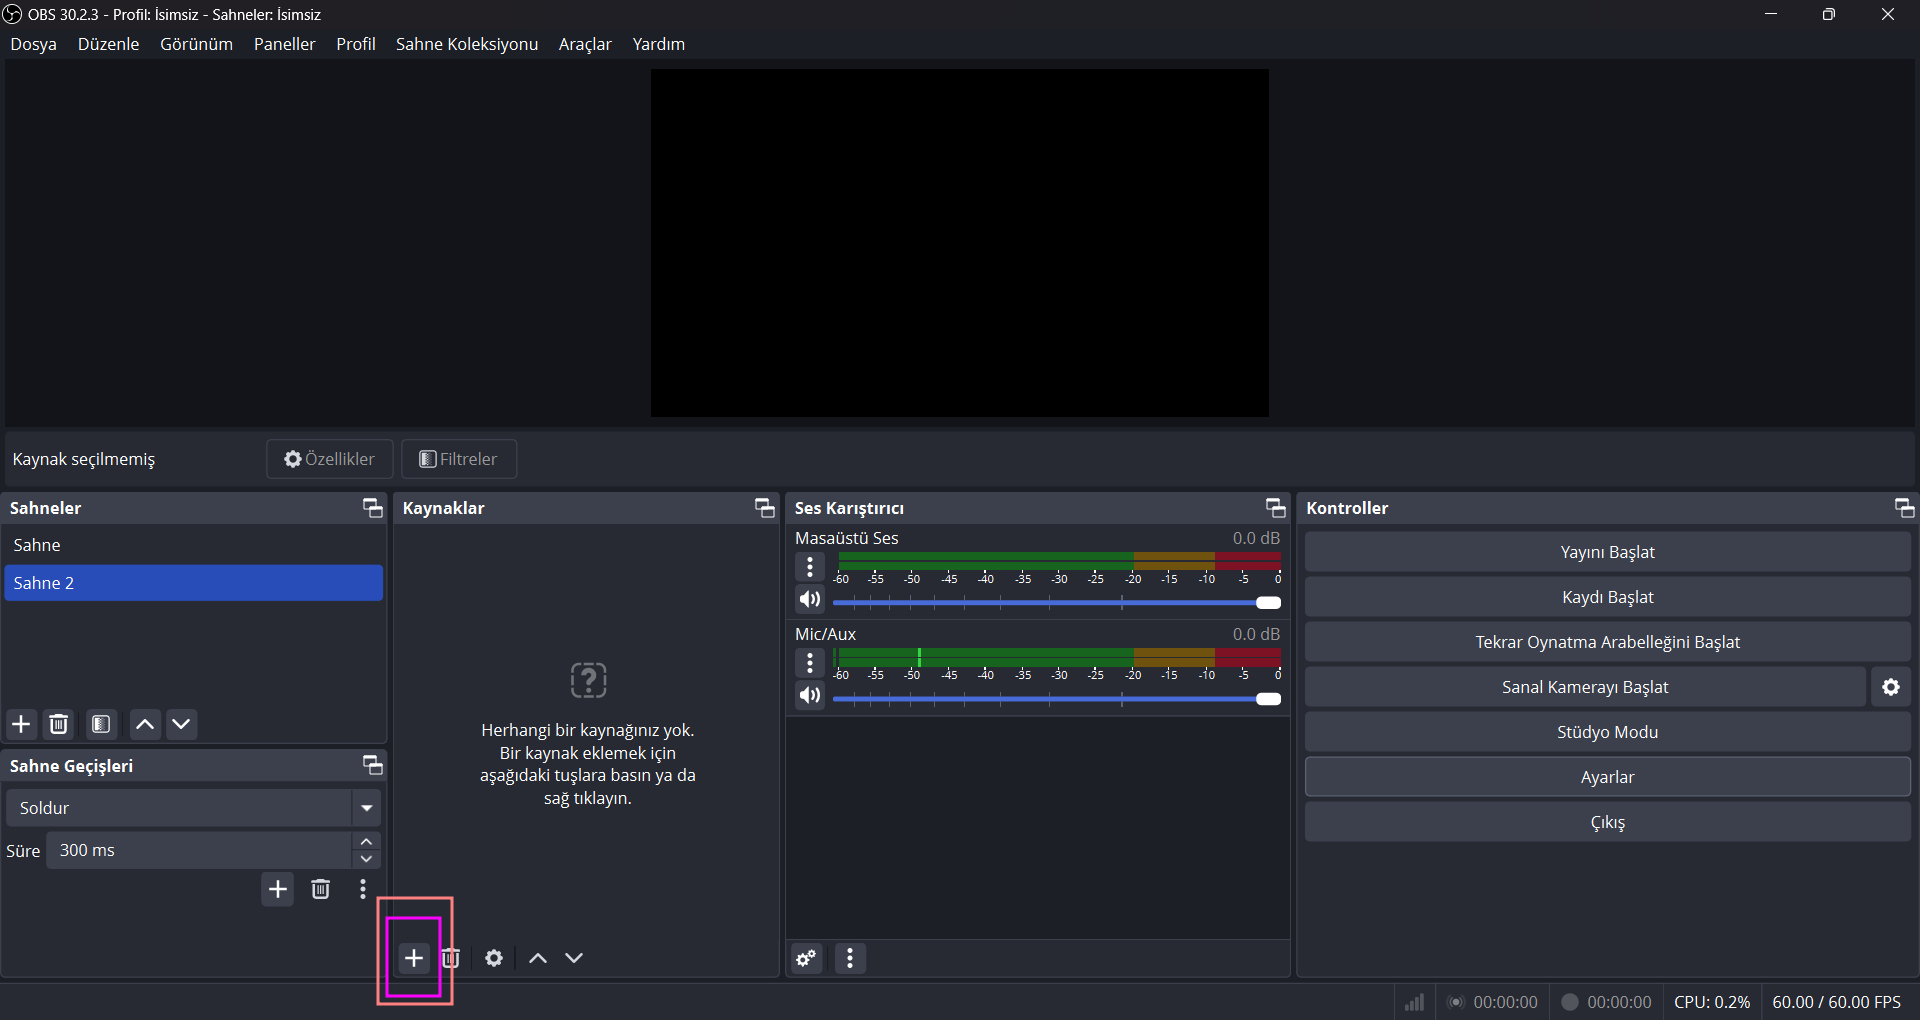 OBS 30.2.3 - Profil: İsimsiz - Sahneler: İsimsiz
Dosya Düzenle Görünüm Paneller Profil Sahne Koleksiyonu Araçlar Yardım
Kaynak seçilmemiş Özellikler Filtreler
Sahneler
Sahne
Sahne 2
Sahne Geçişleri
Soldur
Süre 300 ms
Kaynaklar
Herhangi bir kaynağınız yok.
Bir kaynak eklemek için
aşağıdaki tuşlara basın ya da
sağ tıklayın.
Ses Karıştırıcı
Masaüstü Ses 0.0 dB
-60 -55 -50 -45 -40 -35 -30 -25 -20 -15 -10 -5 0
Mic/Aux 0.0 dB
-60 -55 -50 -45 -40 -35 -30 -25 -20 -15 -10 -5 0
Kontroller
Yayını Başlat
Kaydı Başlat
Tekrar Oynatma Arabelleğini Başlat
Sanal Kamerayı Başlat
Stüdyo Modu
Ayarlar
Çıkış
00:00:00 00:00:00 CPU: 0.2% 60.00 / 60.00 FPS